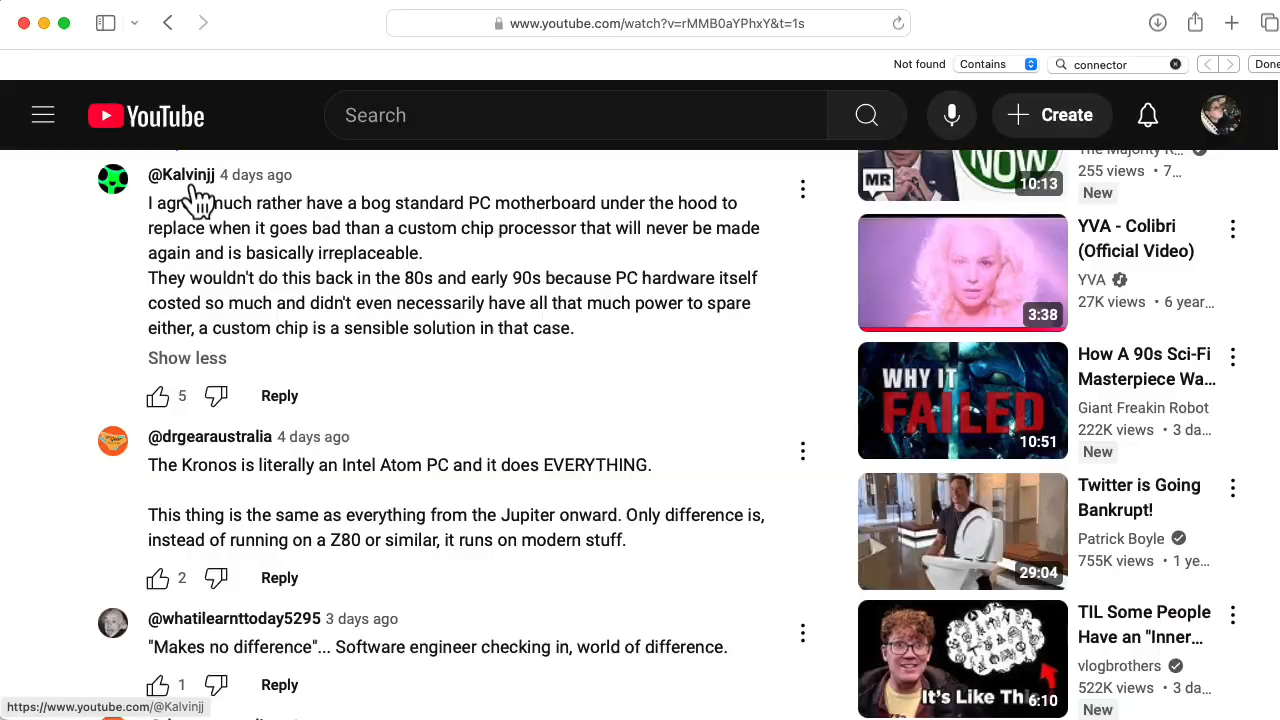 www.youtube.com/watch?v=rMMB0aYPhxY&t=1s
Not found
Contains
connector
Done
YouTube
Search
Create
@Kalvinjj 4 days ago
I agr much rather have a bog standard PC motherboard under the hood to
replace when it goes bad than a custom chip processor that will never be made
again and is basically irreplaceable.
They wouldn't do this back in the 80s and early 90s because PC hardware itself
costed so much and didn't even necessarily have all that much power to spare
either, a custom chip is a sensible solution in that case.
Show less
5
Reply
@drgearaustralia 4 days ago
The Kronos is literally an Intel Atom PC and it does EVERYTHING.
This thing is the same as everything from the Jupiter onward. Only difference is,
instead of running on a Z80 or similar, it runs on modern stuff.
2
Reply
@whatilearnttoday5295 3 days ago
"Makes no difference"... Software engineer checking in, world of difference.
1
Reply
https://www.youtube.com/@Kalvinjj
MR
NOW
10:13
The Majority R...
255 views • 7...
New
3:38
YVA - Colibri
(Official Video)
YVA
27K views • 6 year...
WHY IT
FAILED
10:51
How A 90s Sci-Fi
Masterpiece Wa...
Giant Freakin Robot
222K views • 3 da...
New
29:04
Twitter is Going
Bankrupt!
Patrick Boyle
755K views • 1 ye...
It's Like Th
6:10
TIL Some People
Have an "Inner...
vlogbrothers
522K views • 3 da...
New